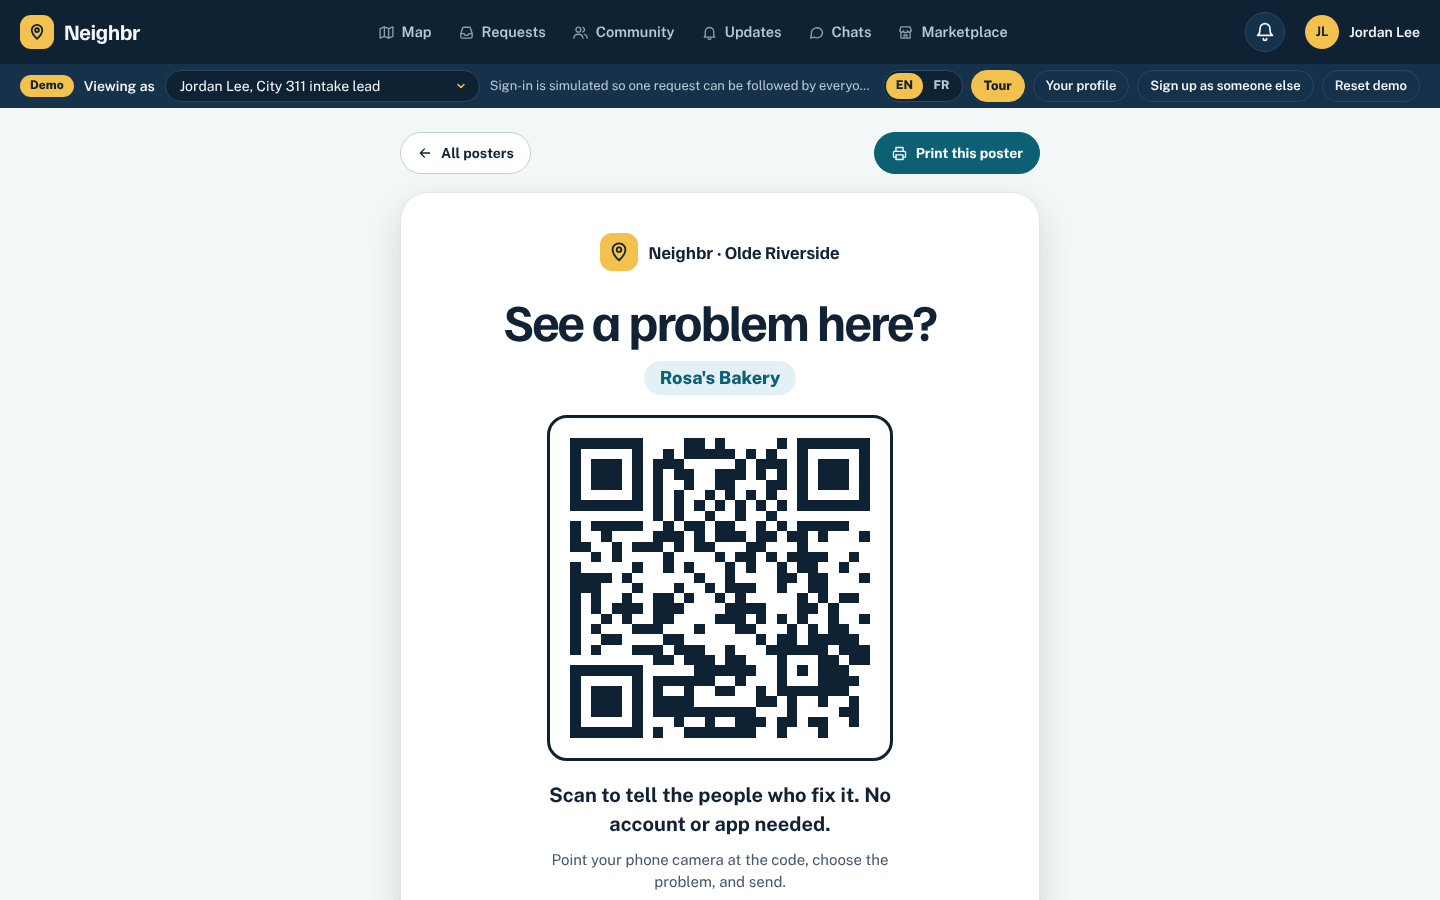 Neighbr
Map
Requests
Community
Updates
Chats
Marketplace
JL
Jordan Lee
Demo
Viewing as
Jordan Lee, City 311 intake lead
Sign-in is simulated so one request can be followed by everyo...
EN
FR
Tour
Your profile
Sign up as someone else
Reset demo
All posters
Print this poster
Neighbr · Olde Riverside
See a problem here?
Rosa's Bakery
Scan to tell the people who fix it. No
account or app needed.
Point your phone camera at the code, choose the
problem, and send.